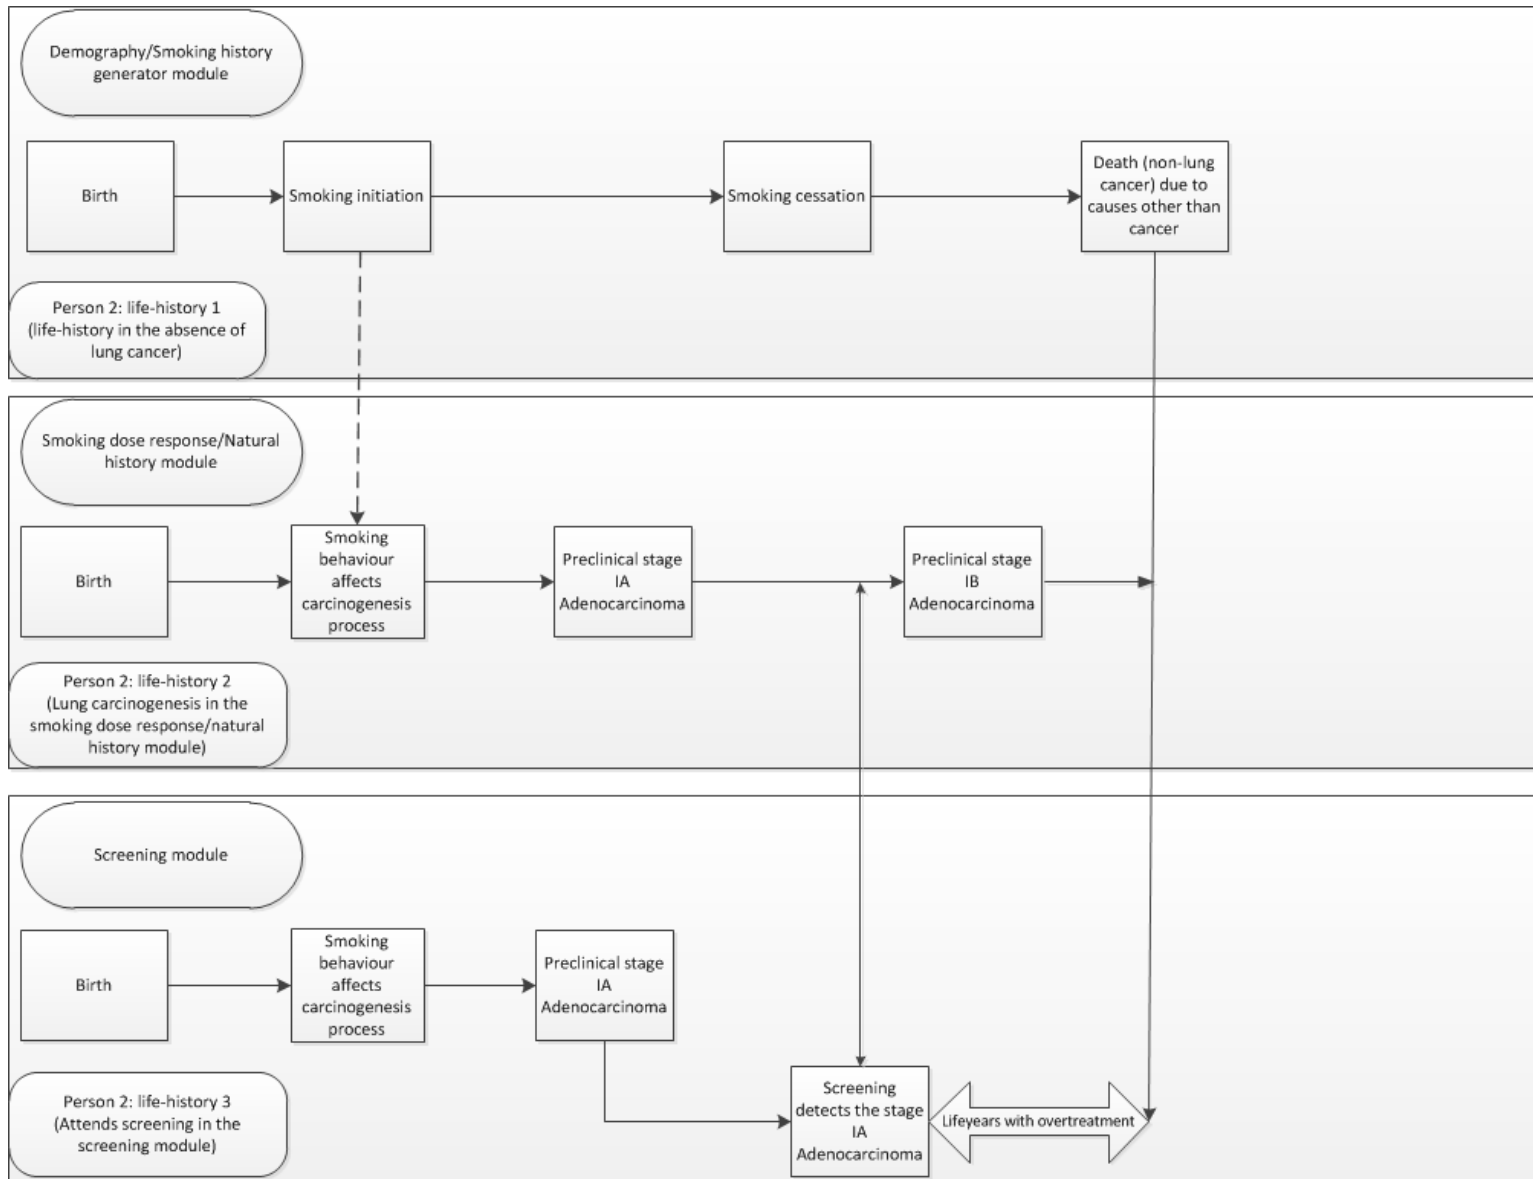 Demography/Smoking history
generator module
Birth
Smoking initiation
Smoking cessation
Death (non-lung
cancer) due to
causes other than
cancer
Person 2: life-history 1
(life-history in the absence of
lung cancer)
Smoking dose response/Natural
history module
Birth
Smoking
behaviour
affects
carcinogenesis
process
Preclinical stage
IA
Adenocarcinoma
Preclinical stage
IB
Adenocarcinoma
Person 2: life-history 2
(Lung carcinogenesis in the
smoking dose response/natural
history module)
Screening module
Birth
Smoking
behaviour
affects
carcinogenesis
process
Preclinical stage
IA
Adenocarcinoma
Screening
detects the stage
IA
Adenocarcinoma
Lifeyears with overtreatment
Person 2: life-history 3
(Attends screening in the
screening module)